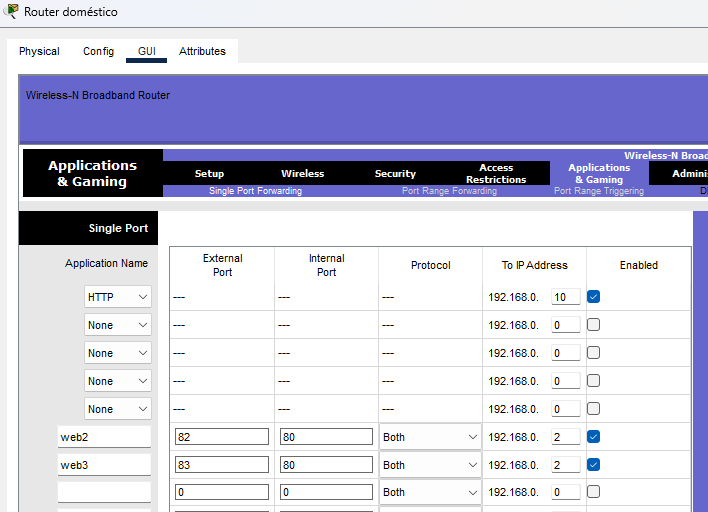 Router doméstico
Physical Config GUI Attributes
Wireless-N Broadband Router
Wireless-N Broad
Applications & Gaming
Setup Wireless Security Access Restrictions Applications & Gaming Adminis
Single Port Forwarding Port Range Forwarding Port Range Triggering D
Single Port
Application Name External Port Internal Port Protocol To IP Address Enabled
HTTP --- --- --- 192.168.0. 10
None --- --- --- 192.168.0. 0
None --- --- --- 192.168.0. 0
None --- --- --- 192.168.0. 0
None --- --- --- 192.168.0. 0
web2 82 80 Both 192.168.0. 2
web3 83 80 Both 192.168.0. 2
0 0 Both 192.168.0. 0